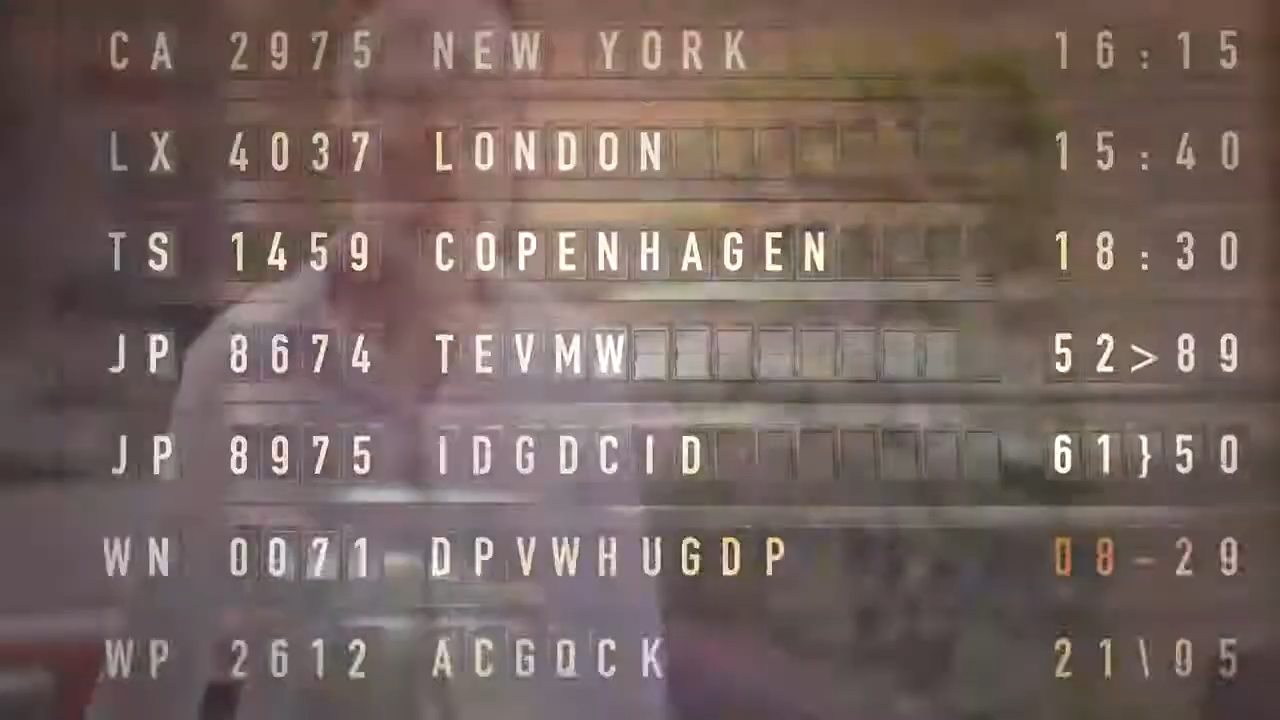 CA 2975 NEW YORK 16:15
LX 4037 LONDON 15:40
TS 1459 COPENHAGEN 18:30
JP 8674 TEVMW 52>89
JP 8975 IDGDCID 61}50
WN 0071 DPVWHUGDP 08-29
WP 2612 ACGQCK 21\95